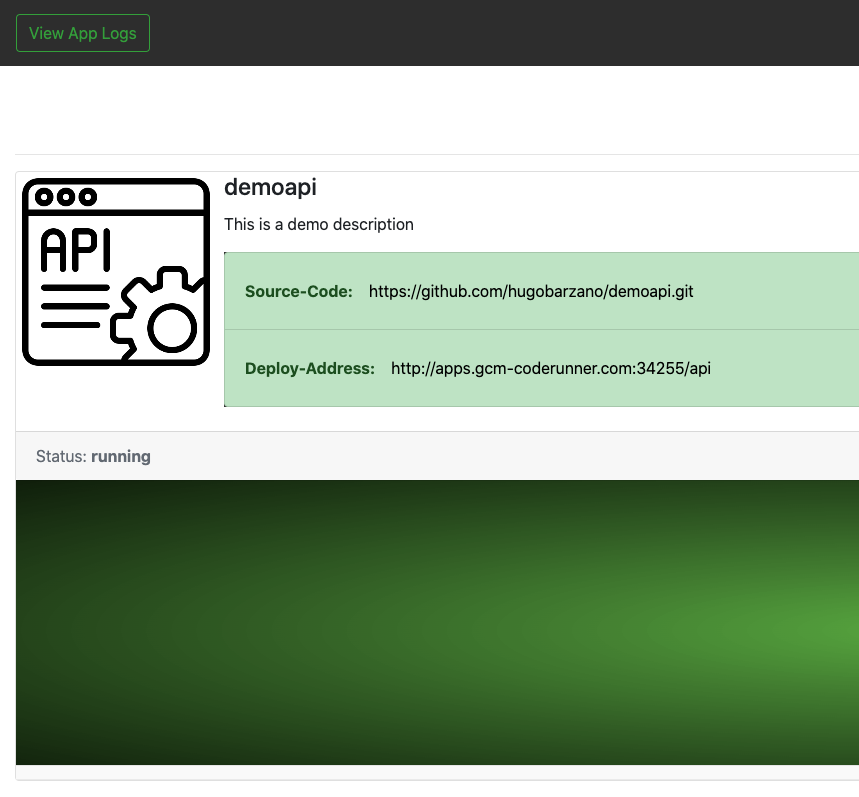 View App Logs
demoapi
API
This is a demo description
Source-Code: https://github.com/hugobarzano/demoapi.git
Deploy-Address: http://apps.gcm-coderunner.com:34255/api
Status: running